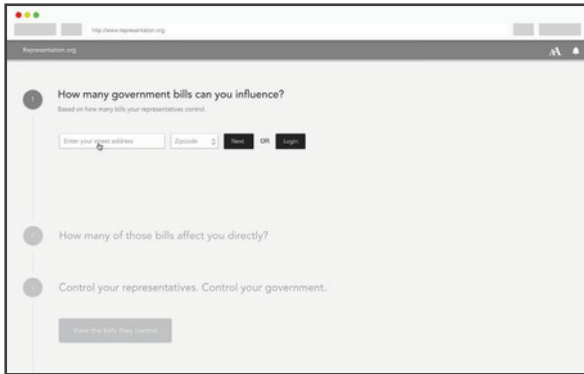 http://www.representation.org
Representation.org
AA
1
How many government bills can you influence?
Based on how many bills your representatives control.
Enter your street address Zipcode Next OR Login
How many of those bills affect you directly?
Control your representatives. Control your government.
View the bills they control